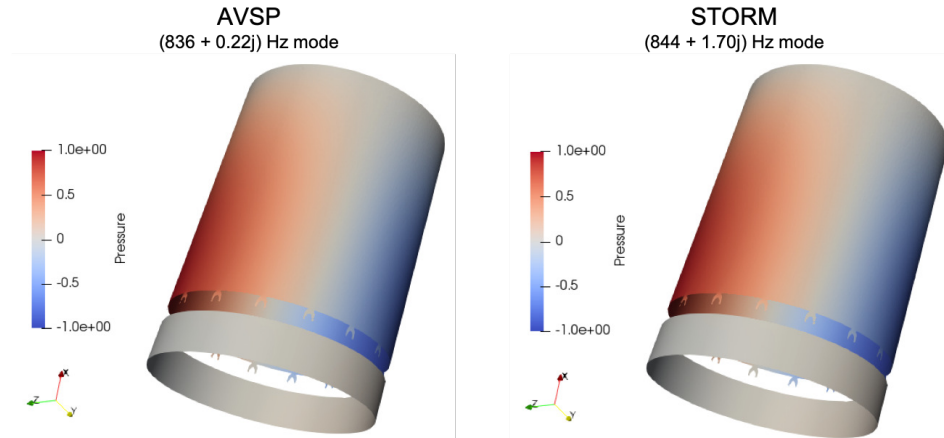 AVSP
(836 + 0.22j) Hz mode
1.0e+00
0.5
0
-0.5
-1.0e+00
Pressure
X
Z
Y
STORM
(844 + 1.70j) Hz mode
1.0e+00
0.5
0
-0.5
-1.0e+00
Pressure
X
Z
Y